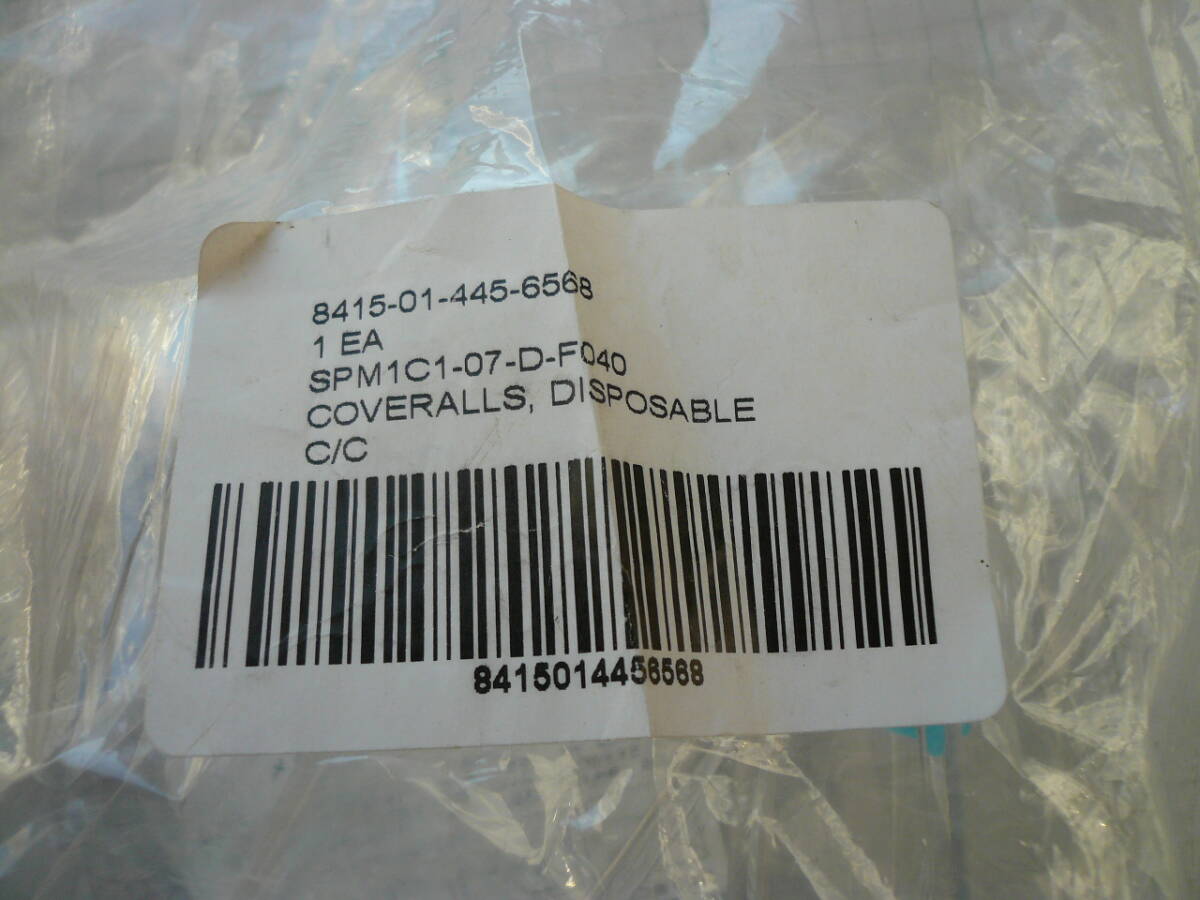 8415-01-445-6568
1 EA
SPM1C1-07-D-F040
COVERALLS, DISPOSABLE
C/C
8415014456568